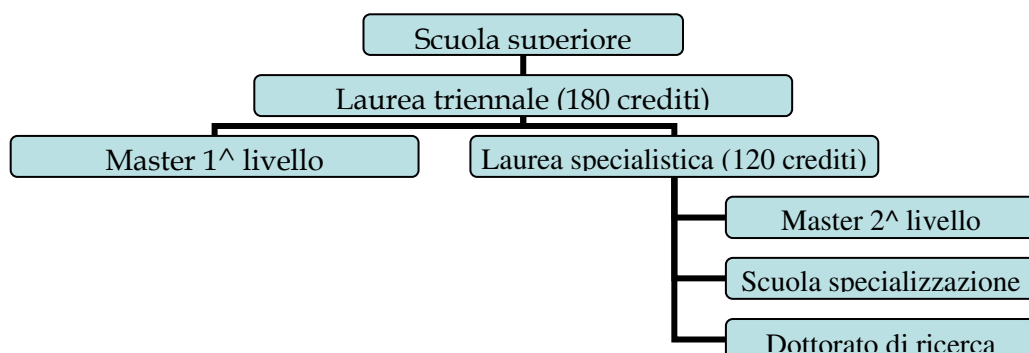 Scuola superiore
Laurea triennale (180 crediti)
Master 1^ livello
Laurea specialistica (120 crediti)
Master 2^ livello
Scuola specializzazione
Dottorato di ricerca